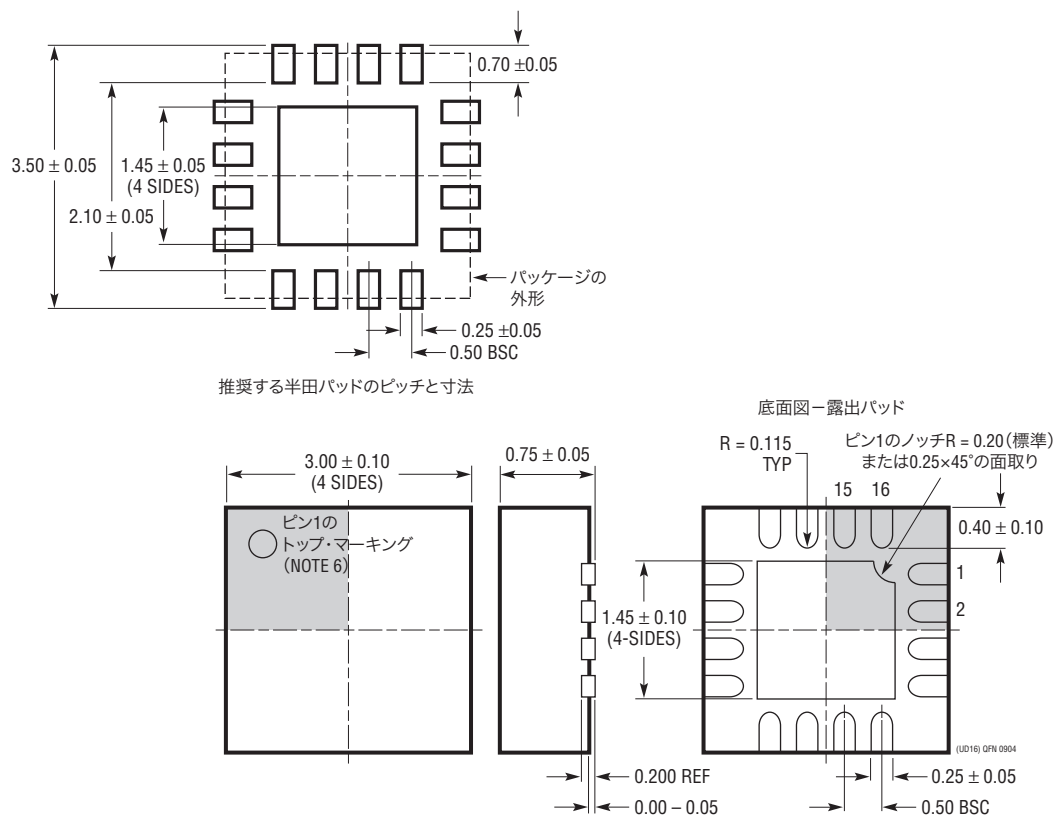 0.70 ±0.05
3.50 ± 0.05
1.45 ± 0.05
(4 SIDES)
2.10 ± 0.05
パッケージの
外形
0.25 ±0.05
0.50 BSC
推奨する半田パッドのピッチと寸法
底面図－露出パッド
3.00 ± 0.10
(4 SIDES)
ピン1の
トップ・マーキング
(NOTE 6)
0.75 ± 0.05
0.200 REF
0.00 – 0.05
R = 0.115
TYP
ピン1のノッチR = 0.20（標準）
または0.25×45°の面取り
15
16
0.40 ± 0.10
1
2
1.45 ± 0.10
(4-SIDES)
(UD16) QFN 0904
0.25 ± 0.05
0.50 BSC